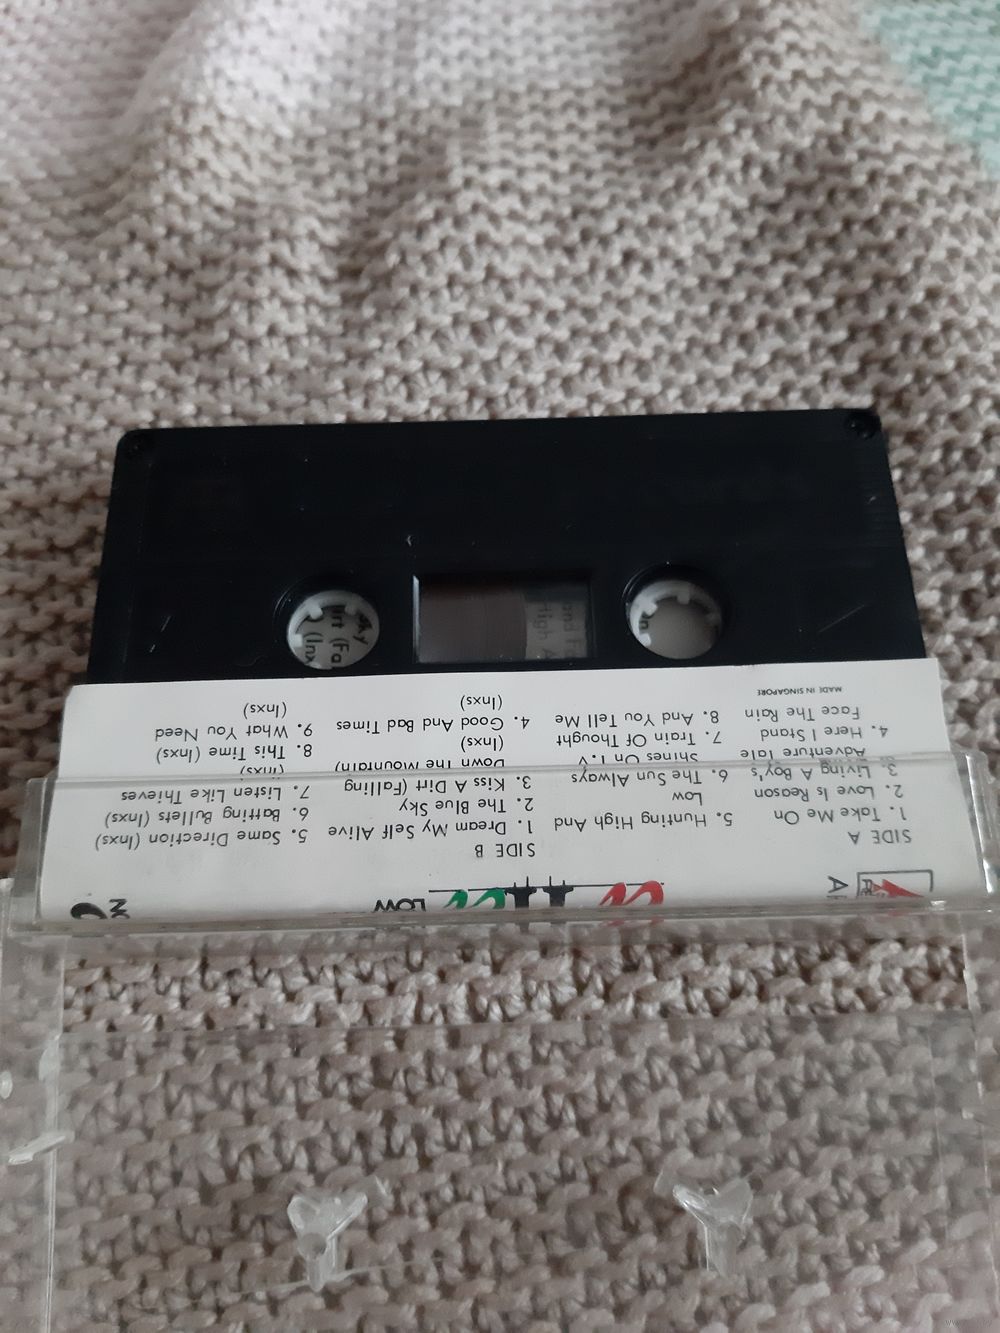 SIDE A
1. Take Me On
2. Love Is Reason
3. Living A Boy's
Adventure Tale
4. Here I Stand
Face The Rain
MADE IN SINGAPORE
5. Hunting High And
Low
6. The Sun Always
Shines On T.V
7. Train Of Thought
8. And You Tell Me
SIDE B
1. Dream My Self Alive
2. The Blue Sky
3. Kiss A Dirt (Falling
Down The Mountain)
(Inxs)
4. Good And Bad Times
(Inxs)
5. Same Direction (Inxs)
6. Batting Bullets (Inxs)
7. Listen Like Thieves
(Inxs)
8. This Time (Inxs)
9. What You Need
(Inxs)
LOW